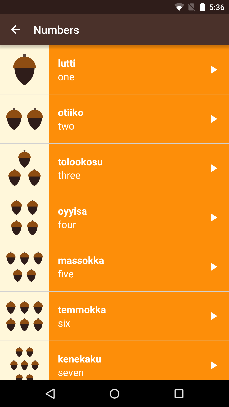 5:36
Numbers
lutti
one
otiiko
two
tolookosu
three
oyyisa
four
massokka
five
temmokka
six
kenekaku
seven